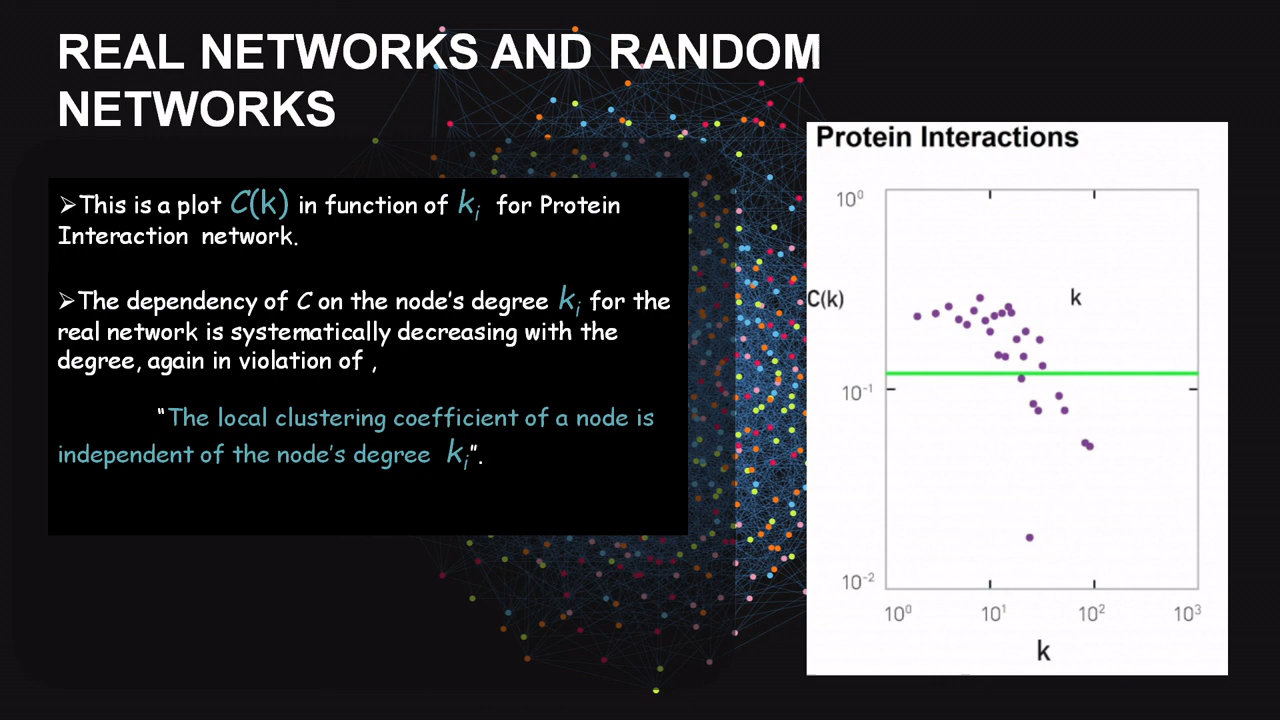 REAL NETWORKS AND RANDOM
NETWORKS
➢This is a plot C(k) in function of kᵢ for Protein
Interaction network.
➢The dependency of C on the node’s degree kᵢ for the
real network is systematically decreasing with the
degree, again in violation of ,
“The local clustering coefficient of a node is
independent of the node’s degree kᵢ”.
Protein Interactions
10⁰
C(k)
k
10⁻¹
10⁻²
10⁰ 10¹ 10² 10³
k